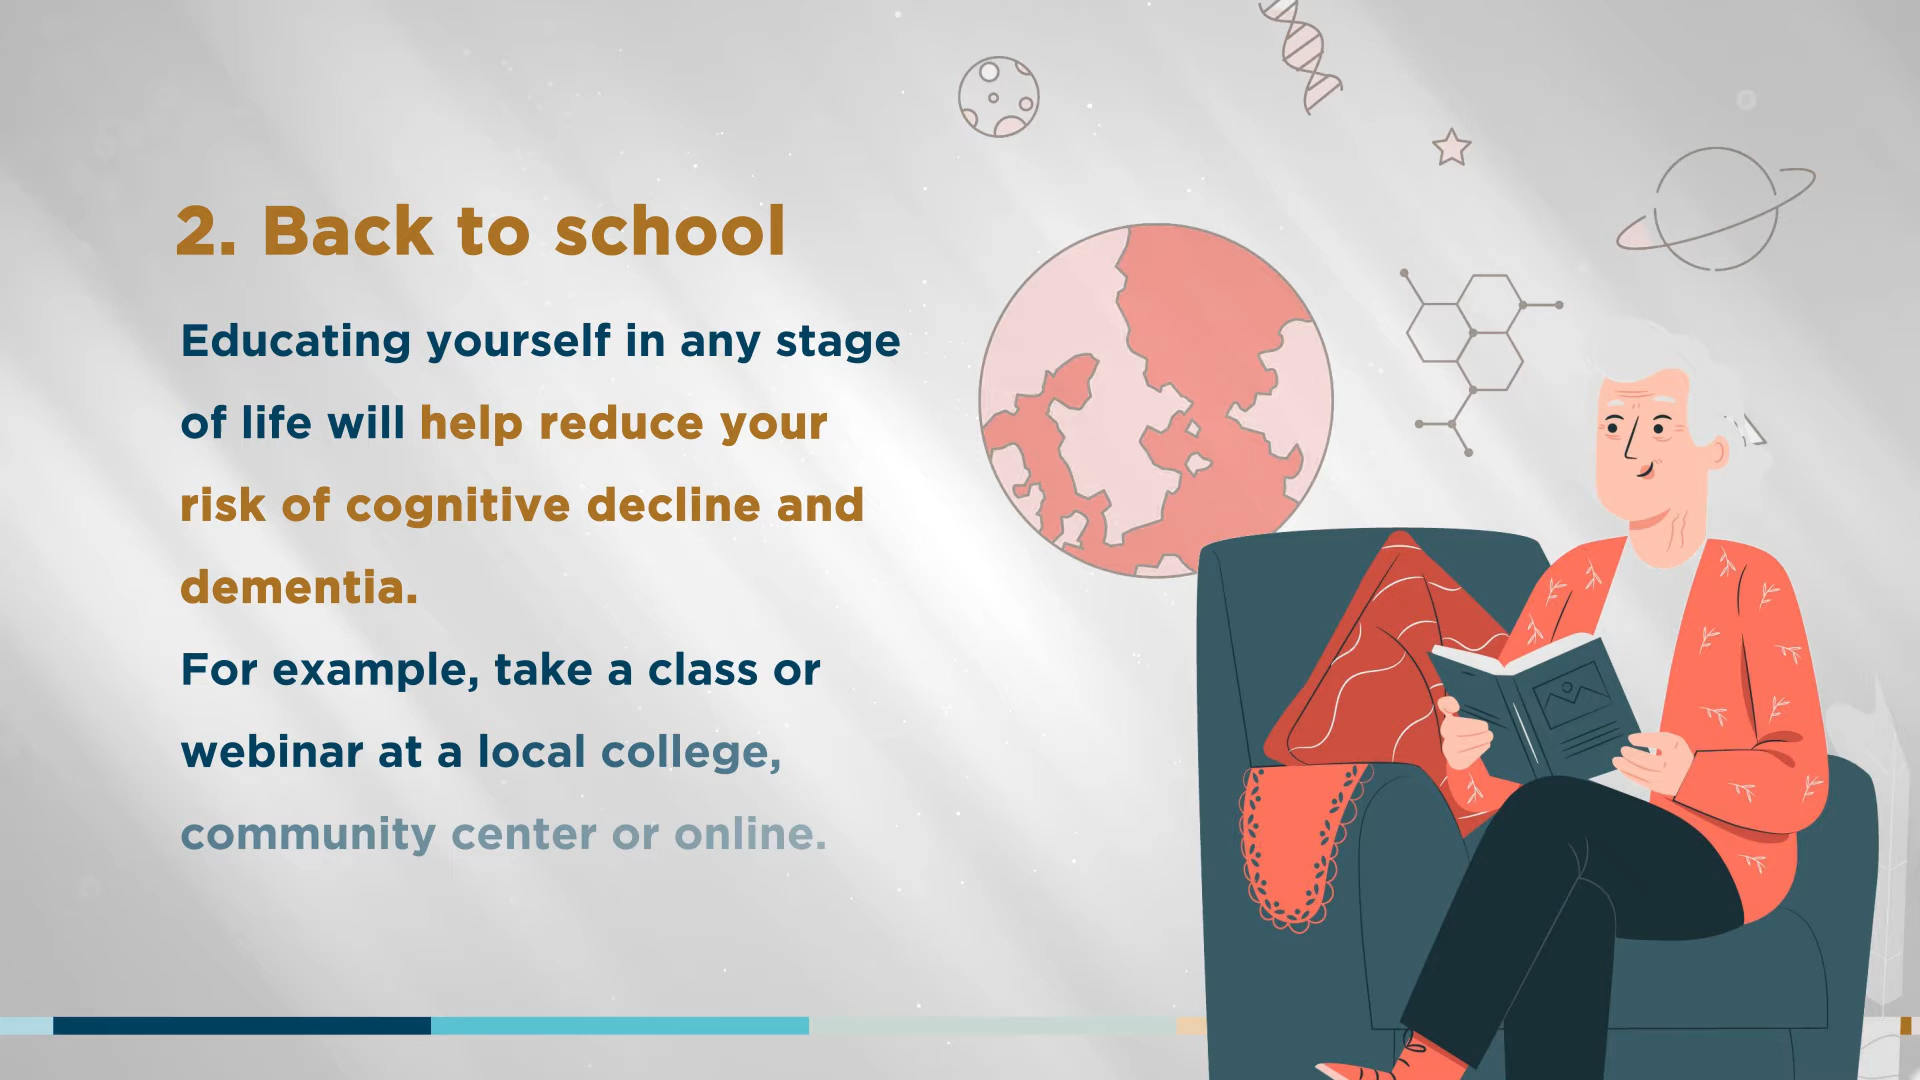 2. Back to school
Educating yourself in any stage
of life will help reduce your
risk of cognitive decline and
dementia.
For example, take a class or
webinar at a local college,
community center or online.